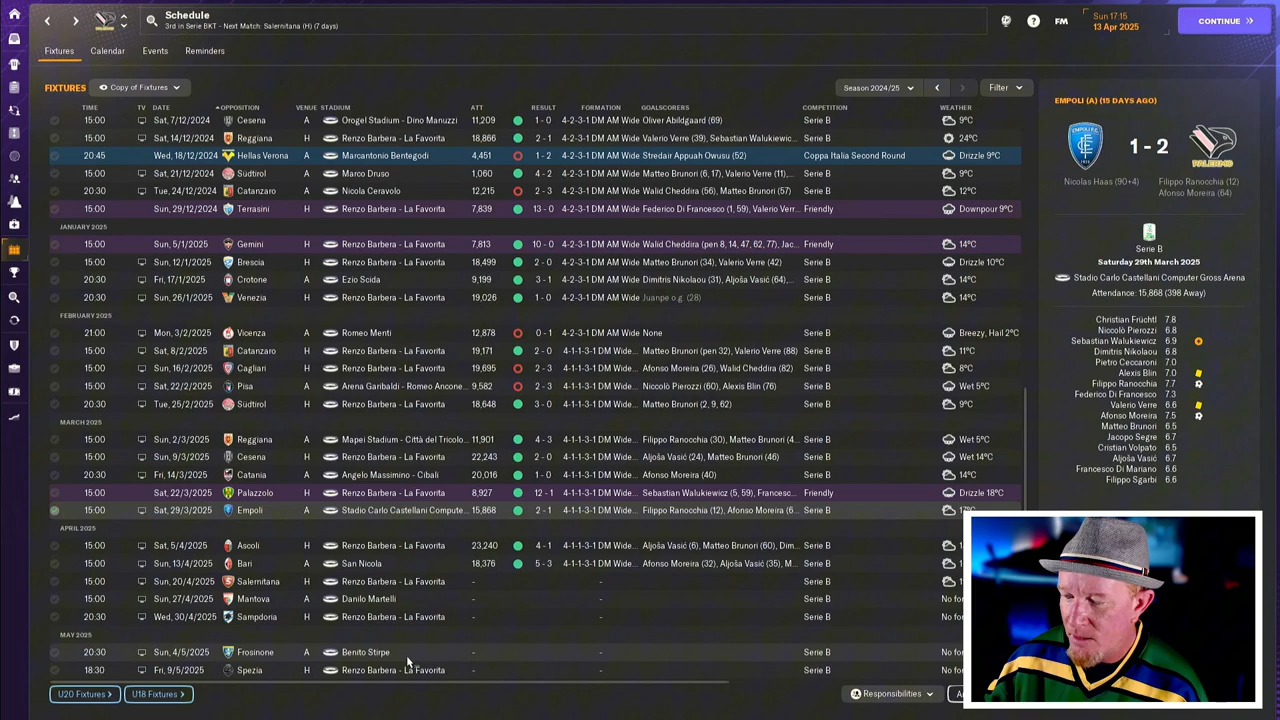 Schedule
3rd in Serie BKT - Next Match: Salernitana (H) (7 days)
FM
Sun 17:15
13 Apr 2025
CONTINUE
Fixtures Calendar Events Reminders
FIXTURES Copy of Fixtures Season 2024/25 Filter
TIME TV DATE OPPOSITION VENUE STADIUM ATT RESULT FORMATION GOALSCORERS COMPETITION WEATHER
15:00 Sat, 7/12/2024 Cesena A Orogel Stadium - Dino Manuzzi 11,209 1 - 0 4-2-3-1 DM AM Wide Oliver Abildgaard (69) Serie B 9°C
15:00 Sat, 14/12/2024 Reggiana H Renzo Barbera - La Favorita 18,866 2 - 1 4-2-3-1 DM AM Wide Valerio Verre (39), Sebastian Walukiewic... Serie B 24°C
20:45 Wed, 18/12/2024 Hellas Verona A Marcantonio Bentegodi 4,451 1 - 2 4-2-3-1 DM AM Wide Stredair Appuah Owusu (52) Coppa Italia Second Round Drizzle 9°C
15:00 Sat, 21/12/2024 Südtirol A Marco Druso 4 - 2 4-2-3-1 DM AM Wide Matteo Brunori (6, 17), Valerio Verre (11),... Serie B 9°C
20:30 Tue, 24/12/2024 Catanzaro A Nicola Ceravolo 12,215 2 - 3 4-2-3-1 DM AM Wide Walid Cheddira (56), Matteo Brunori (57) Serie B 12°C
15:00 Sun, 29/12/2024 Terrasini H Renzo Barbera - La Favorita 7,839 13 - 0 4-2-3-1 DM AM Wide Federico Di Francesco (1, 59), Valerio Verr... Friendly Downpour 9°C
JANUARY 2025
15:00 Sun, 5/1/2025 Gemini H Renzo Barbera - La Favorita 7,813 10 - 0 4-2-3-1 DM AM Wide Walid Cheddira (pen 8, 14, 47, 62, 77), Jac... Friendly 14°C
15:00 Sun, 12/1/2025 Brescia H Renzo Barbera - La Favorita 18,499 2 - 0 4-2-3-1 DM AM Wide Matteo Brunori (34), Valerio Verre (42) Serie B Drizzle 10°C
20:30 Fri, 17/1/2025 Crotone A Ezio Scida 9,199 3 - 1 4-2-3-1 DM AM Wide Dimitris Nikolaou (31), Aljoša Vasić (64),... Serie B 14°C
20:30 Sun, 26/1/2025 Venezia H Renzo Barbera - La Favorita 19,026 1 - 0 4-2-3-1 DM AM Wide Juanpe o.g. (28) Serie B 14°C
FEBRUARY 2025
21:00 Mon, 3/2/2025 Vicenza A Romeo Menti 12,878 0 - 1 4-2-3-1 DM AM Wide None Serie B Breezy, Hail 2°C
15:00 Sat, 8/2/2025 Catanzaro H Renzo Barbera - La Favorita 19,171 2 - 0 4-1-1-3-1 DM Wide... Matteo Brunori (pen 32), Valerio Verre (88) Serie B 11°C
15:00 Sun, 16/2/2025 Cagliari H Renzo Barbera - La Favorita 19,695 2 - 3 4-1-1-3-1 DM Wide... Afonso Moreira (26), Walid Cheddira (82) Serie B 8°C
15:00 Sat, 22/2/2025 Pisa A Arena Garibaldi - Romeo Ancone... 9,582 2 - 3 4-1-1-3-1 DM Wide... Niccolò Pierozzi (60), Alexis Blin (76) Serie B Wet 5°C
20:30 Tue, 25/2/2025 Südtirol H Renzo Barbera - La Favorita 18,648 3 - 0 4-1-1-3-1 DM Wide... Matteo Brunori (2, 9, 62) Serie B 9°C
MARCH 2025
15:00 Sun, 2/3/2025 Reggiana A Mapei Stadium - Città del Tricolo... 11,901 4 - 3 4-1-1-3-1 DM Wide... Filippo Ranocchia (30), Matteo Brunori (4... Serie B Wet 5°C
15:00 Sun, 9/3/2025 Cesena H Renzo Barbera - La Favorita 22,243 2 - 0 4-1-1-3-1 DM Wide... Aljoša Vasić (24), Matteo Brunori (46) Serie B Wet 14°C
20:30 Fri, 14/3/2025 Catania A Angelo Massimino - Cibali 20,016 1 - 0 4-1-1-3-1 DM Wide... Afonso Moreira (40) Serie B 14°C
15:00 Sat, 22/3/2025 Palazzolo H Renzo Barbera - La Favorita 8,927 12 - 1 4-1-1-3-1 DM Wide... Sebastian Walukiewicz (5, 59), Francesc... Friendly Drizzle 18°C
15:00 Sat, 29/3/2025 Empoli A Stadio Carlo Castellani Compute... 15,868 2 - 1 4-1-1-3-1 DM Wide... Filippo Ranocchia (12), Afonso Moreira (6... Serie B 17°C
APRIL 2025
15:00 Sat, 5/4/2025 Ascoli H Renzo Barbera - La Favorita 23,240 4 - 1 4-1-1-3-1 DM Wide... Aljoša Vasić (6), Matteo Brunori (60), Dim... Serie B 1
15:00 Sun, 13/4/2025 Bari A San Nicola 18,376 5 - 3 4-1-1-3-1 DM Wide... Afonso Moreira (32), Aljoša Vasić (35), M... Serie B 1
15:00 Sun, 20/4/2025 Salernitana H Renzo Barbera - La Favorita - - Serie B 1
15:00 Sun, 27/4/2025 Mantova A Danilo Martelli - - Serie B No for
20:30 Wed, 30/4/2025 Sampdoria H Renzo Barbera - La Favorita - - Serie B No for
MAY 2025
20:30 Sun, 4/5/2025 Frosinone A Benito Stirpe - - Serie B No for
18:30 Fri, 9/5/2025 Spezia H Renzo Barbera - La Favorita - - Serie B No for
U20 Fixtures U18 Fixtures Responsibilities
EMPOLI (A) (15 DAYS AGO)
EMPOLI F.C.
PALERMO
1 - 2
Nicolas Haas (90+4) Filippo Ranocchia (12)
Afonso Moreira (64)
Serie B
Saturday 29th March 2025
Stadio Carlo Castellani Computer Gross Arena
Attendance: 15,868 (398 Away)
Christian Früchtl 7.8
Niccolò Pierozzi 6.8
Sebastian Walukiewicz 6.9
Dimitris Nikolaou 6.8
Pietro Ceccaroni 7.0
Alexis Blin 7.0
Filippo Ranocchia 7.7
Federico Di Francesco 7.3
Valerio Verre 6.6
Afonso Moreira 7.5
Matteo Brunori 6.5
Jacopo Segre 6.7
Cristian Volpato 6.5
Aljoša Vasić 6.7
Francesco Di Mariano 6.6
Filippo Sgarbi 6.6